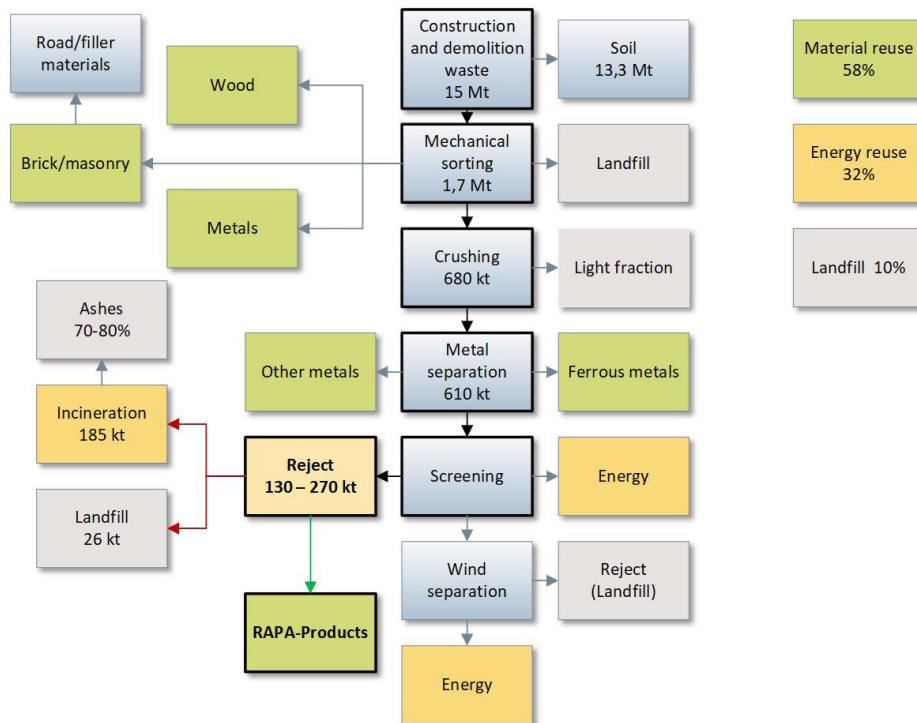 Construction
and demolition
waste
15 Mt
Soil
13,3 Mt
Road/filler
materials
Wood
Material reuse
58%
Brick/masonry
Mechanical
sorting
1,7 Mt
Landfill
Energy reuse
32%
Metals
Crushing
680 kt
Light fraction
Landfill 10%
Ashes
70-80%
Other metals
Metal
separation
610 kt
Ferrous metals
Incineration
185 kt
Reject
130 – 270 kt
Screening
Energy
Landfill
26 kt
Wind
separation
Reject
(Landfill)
RAPA-Products
Energy